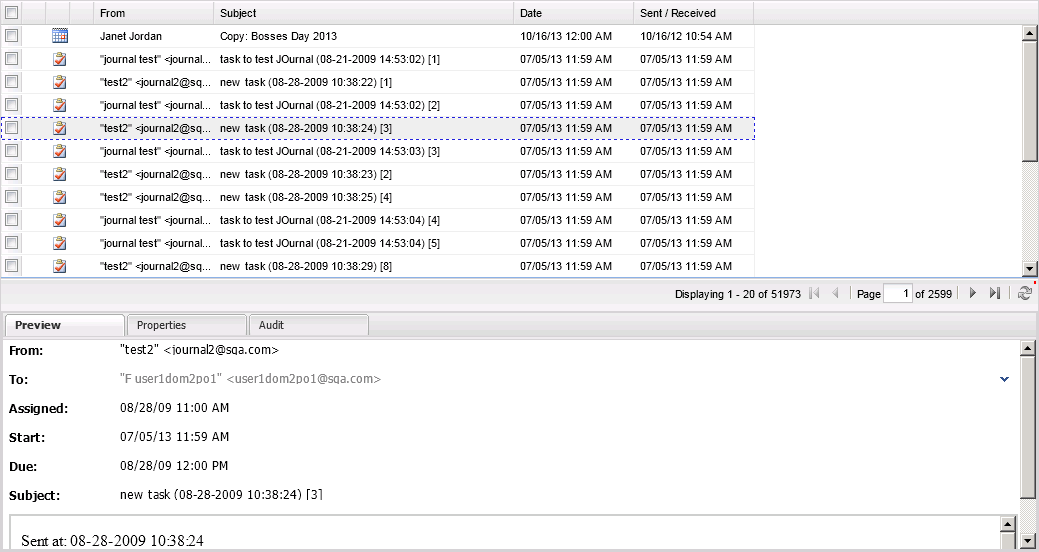 From Subject Date Sent / Received
Janet Jordan Copy: Bosses Day 2013 10/16/13 12:00 AM 10/16/12 10:54 AM
"journal test" <journal... task to test JOurnal (08-21-2009 14:53:02) [1] 07/05/13 11:59 AM 07/05/13 11:59 AM
"test2" <journal2@sq... new task (08-28-2009 10:38:22) [1] 07/05/13 11:59 AM 07/05/13 11:59 AM
"journal test" <journal... task to test JOurnal (08-21-2009 14:53:02) [2] 07/05/13 11:59 AM 07/05/13 11:59 AM
"test2" <journal2@sq... new task (08-28-2009 10:38:24) [3] 07/05/13 11:59 AM 07/05/13 11:59 AM
"journal test" <journal... task to test JOurnal (08-21-2009 14:53:03) [3] 07/05/13 11:59 AM 07/05/13 11:59 AM
"test2" <journal2@sq... new task (08-28-2009 10:38:23) [2] 07/05/13 11:59 AM 07/05/13 11:59 AM
"test2" <journal2@sq... new task (08-28-2009 10:38:25) [4] 07/05/13 11:59 AM 07/05/13 11:59 AM
"journal test" <journal... task to test JOurnal (08-21-2009 14:53:04) [4] 07/05/13 11:59 AM 07/05/13 11:59 AM
"journal test" <journal... task to test JOurnal (08-21-2009 14:53:04) [5] 07/05/13 11:59 AM 07/05/13 11:59 AM
"test2" <journal2@sq... new task (08-28-2009 10:38:29) [8] 07/05/13 11:59 AM 07/05/13 11:59 AM
Displaying 1 - 20 of 51973 Page 1 of 2599
Preview Properties Audit
From: "test2" <journal2@sqa.com>
To: "F user1dom2po1" <user1dom2po1@sqa.com>
Assigned: 08/28/09 11:00 AM
Start: 07/05/13 11:59 AM
Due: 08/28/09 12:00 PM
Subject: new task (08-28-2009 10:38:24) [3]
Sent at: 08-28-2009 10:38:24